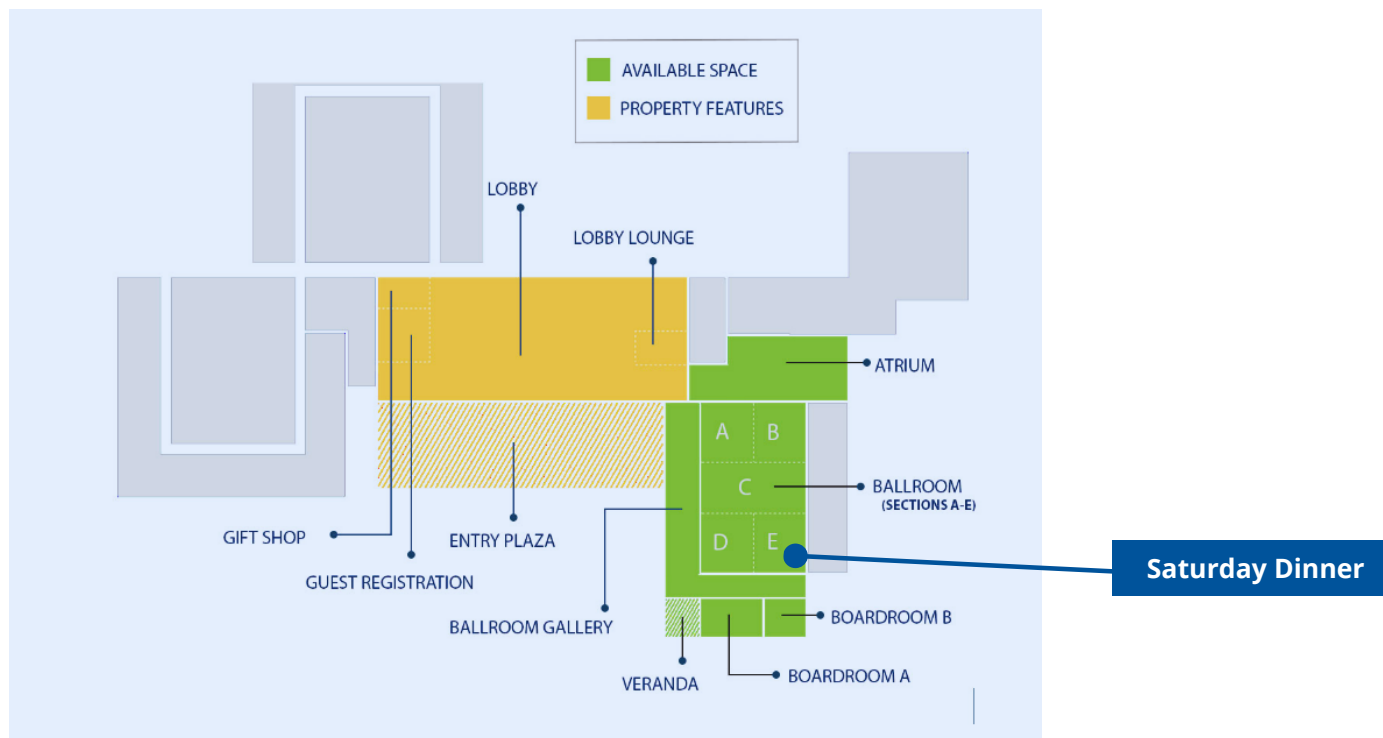 AVAILABLE SPACE
PROPERTY FEATURES
LOBBY
LOBBY LOUNGE
ATRIUM
A
B
C
BALLROOM
(SECTIONS A-E)
D
E
GIFT SHOP
ENTRY PLAZA
GUEST REGISTRATION
Saturday Dinner
BALLROOM GALLERY
BOARDROOM B
VERANDA
BOARDROOM A